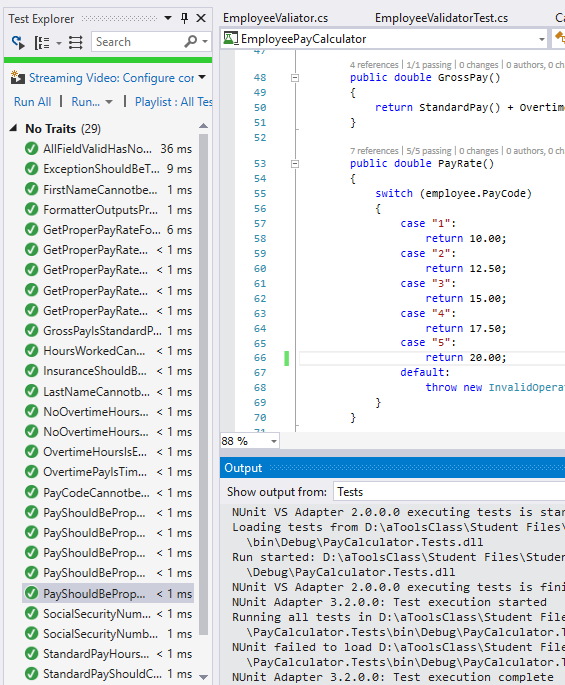 Test Explorer
Search
Streaming Video: Configure cor
Run All | Run... | Playlist : All Tes
No Traits (29)
AllFieldValidHasNo... 36 ms
ExceptionShouldBeT... 9 ms
FirstNameCannotbe... < 1 ms
FormatterOutputsPr... < 1 ms
GetProperPayRateFo... 6 ms
GetProperPayRate... < 1 ms
GetProperPayRate... < 1 ms
GetProperPayRate... < 1 ms
GetProperPayRate... < 1 ms
GrossPayIsStandardP... < 1 ms
HoursWorkedCan... < 1 ms
InsuranceShouldB... < 1 ms
LastNameCannotb... < 1 ms
NoOvertimeHours... < 1 ms
NoOvertimeHours... < 1 ms
OvertimeHoursIsE... < 1 ms
OvertimePayIsTim... < 1 ms
PayCodeCannotbe... < 1 ms
PayShouldBeProp... < 1 ms
PayShouldBeProp... < 1 ms
PayShouldBeProp... < 1 ms
PayShouldBeProp... < 1 ms
PayShouldBeProp... < 1 ms
SocialSecurityNum... < 1 ms
SocialSecurityNumb... < 1 ms
StandardPayHours... < 1 ms
StandardPayShouldC... < 1 ms
EmployeeValiator.cs EmployeeValidatorTest.cs Ca
EmployeePayCalculator
47
4 references | 1/1 passing | 0 changes | 0 authors, 0 ch
48 public double GrossPay()
49 {
50 return StandardPay() + Overtim
51 }
52
7 references | 5/5 passing | 0 changes | 0 authors, 0 ch
53 public double PayRate()
54 {
55 switch (employee.PayCode)
56 {
57 case "1":
58 return 10.00;
59 case "2":
60 return 12.50;
61 case "3":
62 return 15.00;
63 case "4":
64 return 17.50;
65 case "5":
66 return 20.00;
67 default:
68 throw new InvalidOperat
69 }
70 }
71
88 %
Output
Show output from: Tests
NUnit VS Adapter 2.0.0.0 executing tests is star
Loading tests from D:\aToolsClass\Student Files\
\bin\Debug\PayCalculator.Tests.dll
Run started: D:\aToolsClass\Student Files\Studen
\Debug\PayCalculator.Tests.dll
NUnit VS Adapter 2.0.0.0 executing tests is fini
NUnit Adapter 3.2.0.0: Test execution started
Running all tests in D:\aToolsClass\Student File
\PayCalculator.Tests\bin\Debug\PayCalculator.T
NUnit failed to load D:\aToolsClass\Student File
\PayCalculator.Tests\bin\Debug\PayCalculator.T
NUnit Adapter 3.2.0.0: Test execution complete